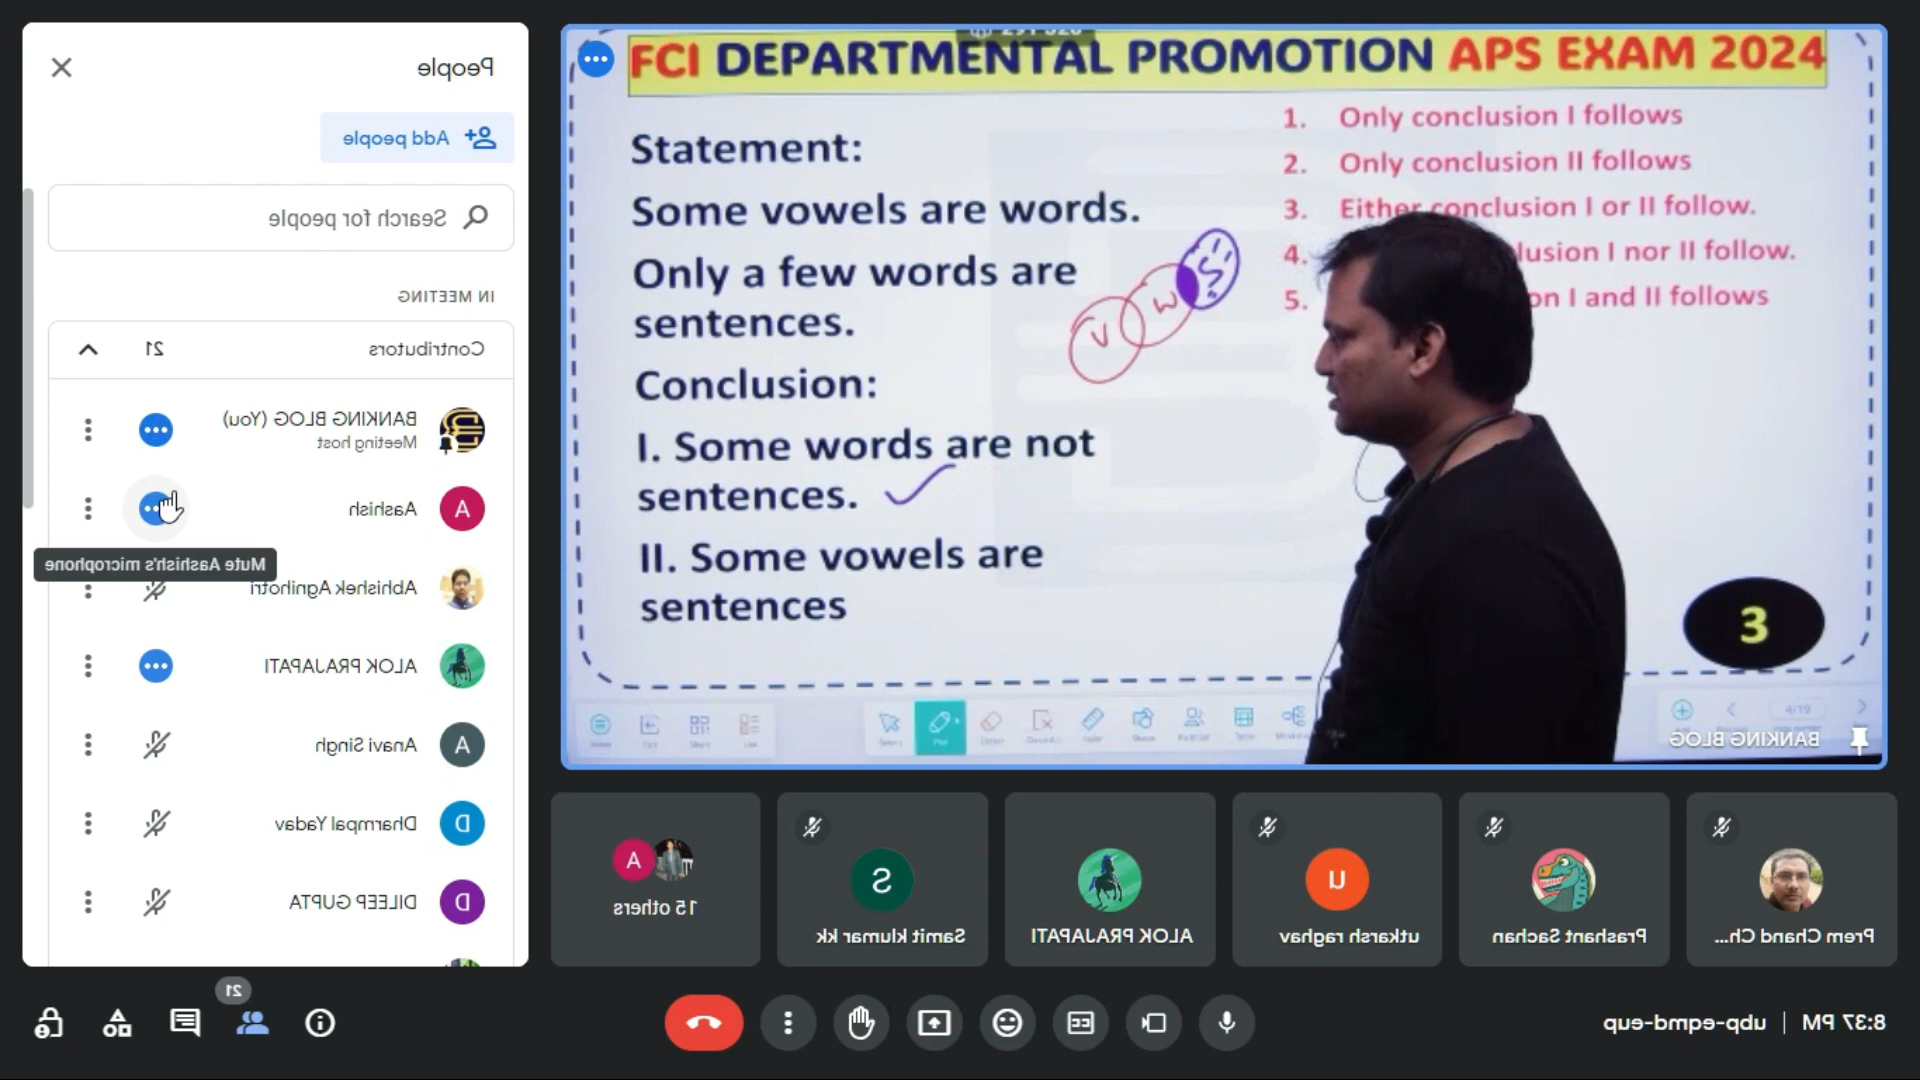 People
Add people
Search for people
IN MEETING
Contributors
21
BANKING BLOG (You)
Meeting host
Aashish
Mute Aashish's microphone
Abhishek Agnihotri
ALOK PRAJAPATI
Anavi Singh
Dharmpal Yadav
DILEEP GUPTA
FCI DEPARTMENTAL PROMOTION APS EXAM 2024
Statement:
Some vowels are words.
Only a few words are
sentences.
Conclusion:
I. Some words are not
sentences.
II. Some vowels are
sentences
V
W
S
1. Only conclusion I follows
2. Only conclusion II follows
3. Either conclusion I or II follow.
4. lusion I nor II follow.
5. on I and II follows
3
4/19
BANKING BLOG
A
15 others
S
Samit kumar kk
ALOK PRAJAPATI
U
utkarsh raghav
Prashant Sachan
Prem Chand Ch...
21
8:37 PM | ubp-eqmd-eup